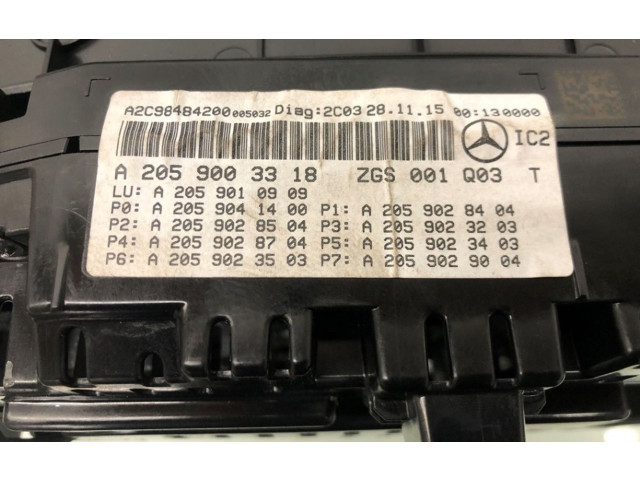 A2C98484200 005032 Diag:2C03 28.11.15 00:130000
IC2
A 205 900 33 18 ZGS 001 Q03 T
LU: A 205 901 09 09
P0: A 205 904 14 00 P1: A 205 902 84 04
P2: A 205 902 85 04 P3: A 205 902 32 03
P4: A 205 902 87 04 P5: A 205 902 34 03
P6: A 205 902 35 03 P7: A 205 902 90 04